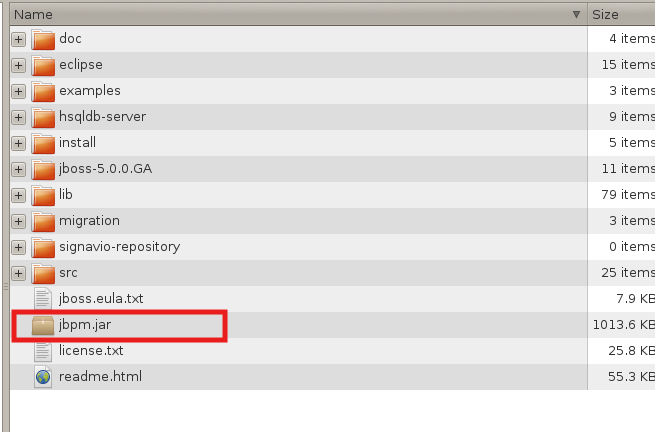 Name Size
doc 4 items
eclipse 15 items
examples 3 items
hsqldb-server 9 items
install 5 items
jboss-5.0.0.GA 11 items
lib 79 items
migration 3 items
signavio-repository 0 items
src 25 items
jboss.eula.txt 7.9 KB
jbpm.jar 1013.6 KB
license.txt 25.8 KB
readme.html 55.3 KB